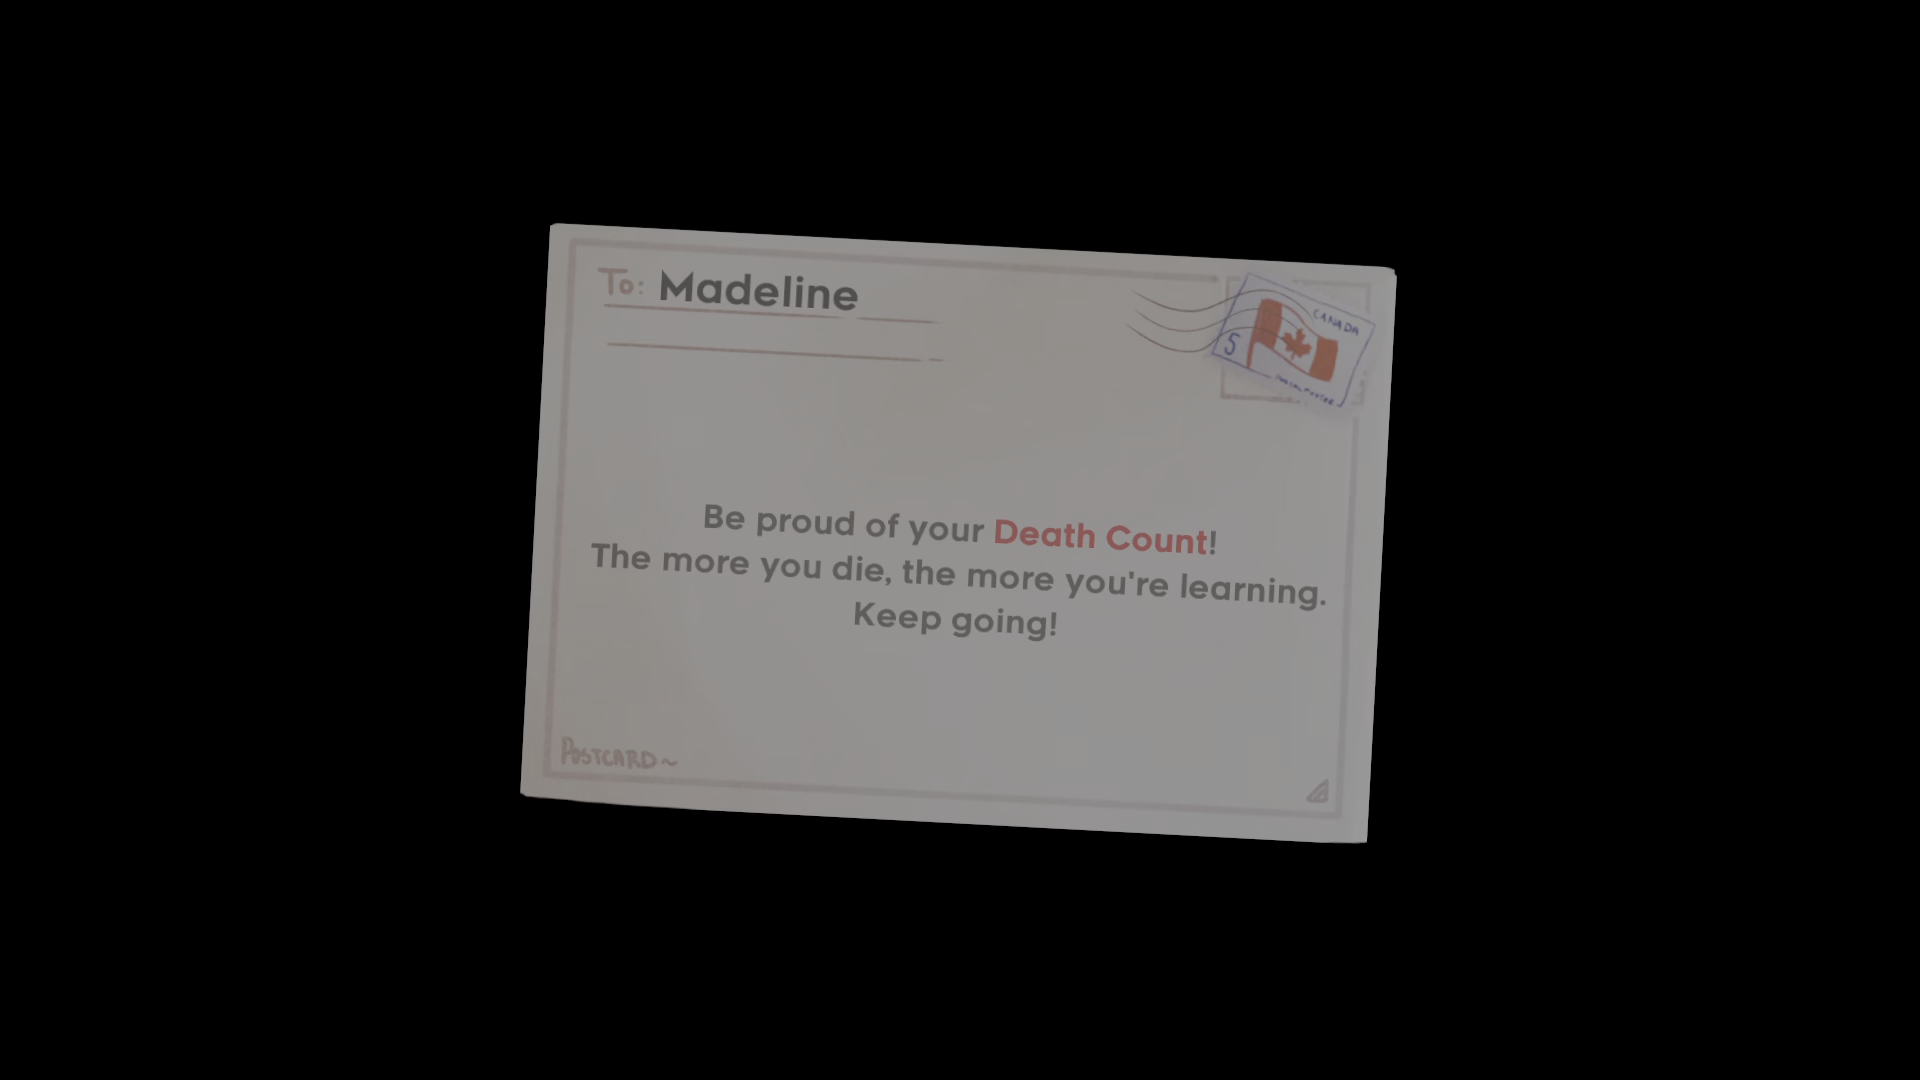 To: Madeline
CANADA
5
Be proud of your Death Count!
The more you die, the more you're learning.
Keep going!
POSTCARD~